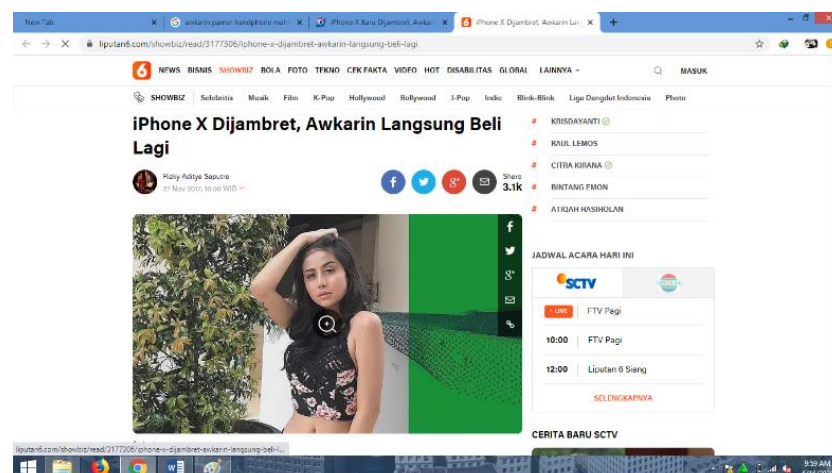 New Tab
awkarin pamer handphone mah
iPhone X Baru Dijambret, Awkar
iPhone X Dijambret, Awkarin Lan
liputan6.com/showbiz/read/3177306/iphone-x-dijambret-awkarin-langsung-beli-lagi
6 NEWS BISNIS SHOWBIZ BOLA FOTO TEKNO CEK FAKTA VIDEO HOT DISABILITAS GLOBAL LAINNYA MASUK
SHOWBIZ Selebritis Musik Film K-Pop Hollywood Bollywood J-Pop Indie Blink-Blink Liga Dangdut Indonesia Photo
iPhone X Dijambret, Awkarin Langsung Beli
Lagi
Rizky Aditya Saputra
27 Nov 2017, 18:00 WIB
Share
3.1k
# KRISDAYANTI
# RAUL LEMOS
# CITRA KIRANA
# BINTANG EMON
# ATIQAH HASIHOLAN
JADWAL ACARA HARI INI
SCTV
• LIVE FTV Pagi
10:00 FTV Pagi
12:00 Liputan 6 Siang
SELENGKAPNYA
CERITA BARU SCTV
liputan6.com/showbiz/read/3177306/iphone-x-dijambret-awkarin-langsung-beli-l...
9:59 AM